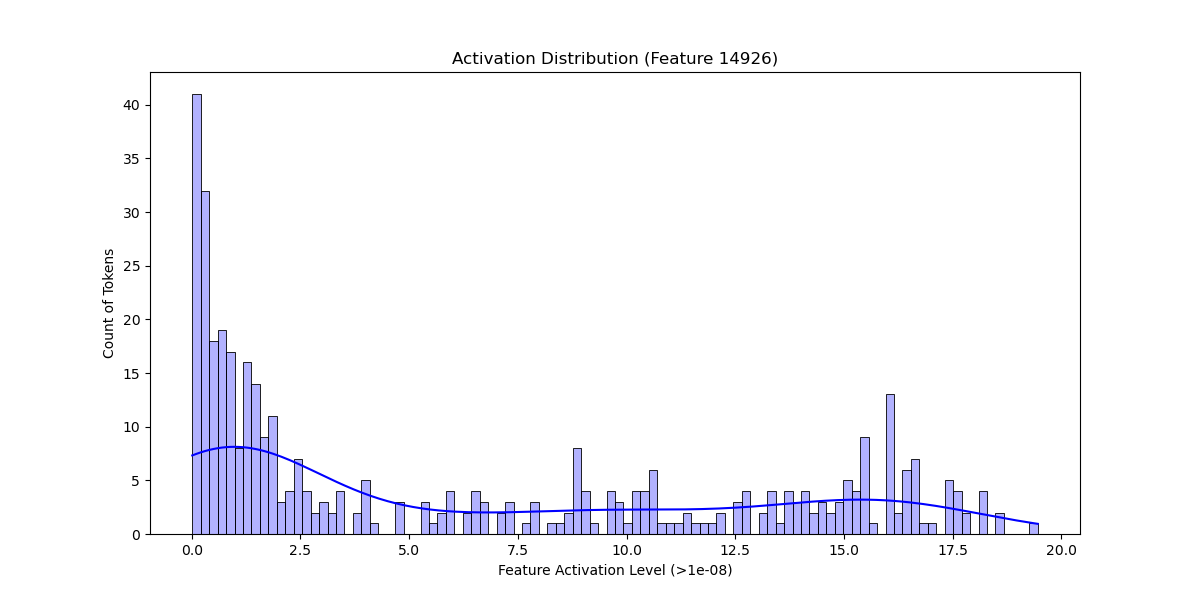 Activation Distribution (Feature 14926)
Count of Tokens
40
35
30
25
20
15
10
5
0
0.0 2.5 5.0 7.5 10.0 12.5 15.0 17.5 20.0
Feature Activation Level (>1e-08)